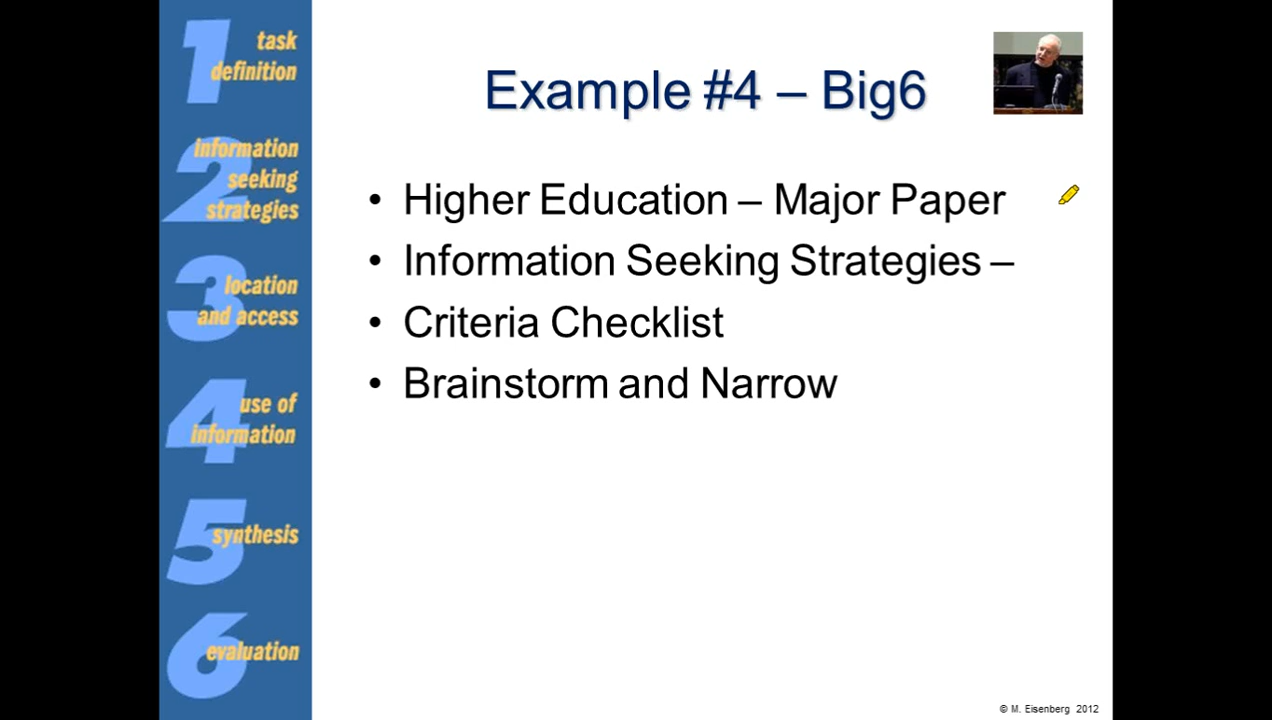 1
task
definition
2
information
seeking
strategies
3
location
and access
4
use of
information
5
synthesis
6
evaluation
Example #4 – Big6
• Higher Education – Major Paper
• Information Seeking Strategies –
• Criteria Checklist
• Brainstorm and Narrow
© M. Eisenberg 2012